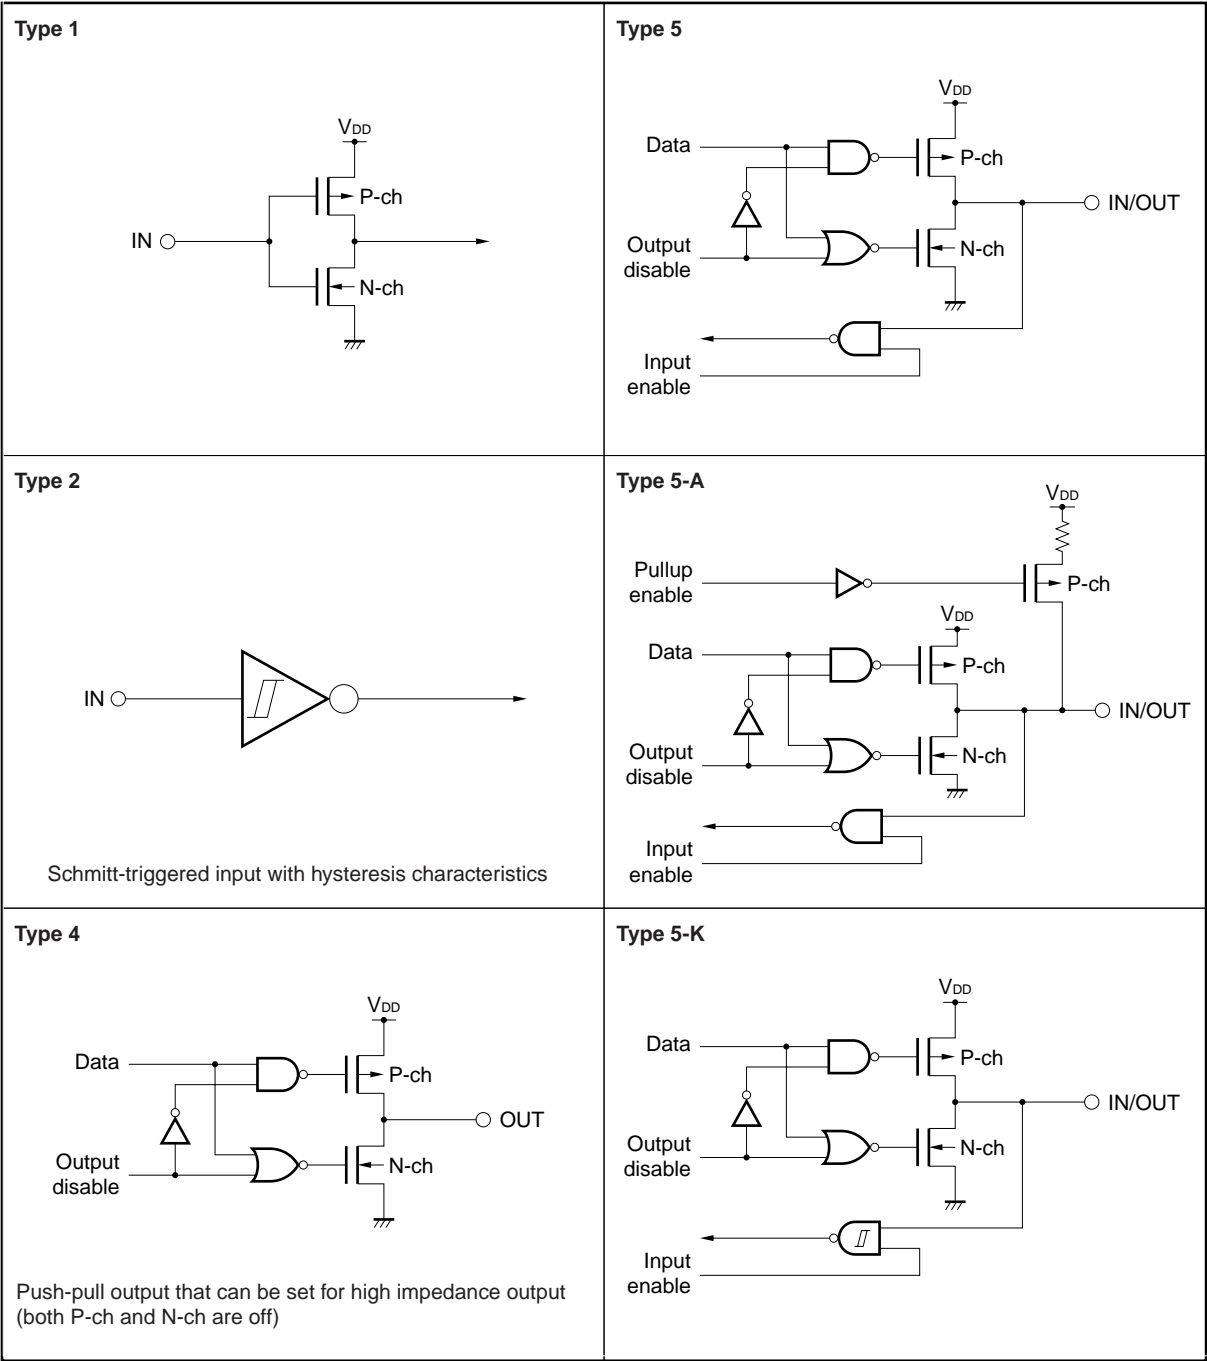 Type 1
VDD
P-ch
IN
N-ch
Type 5
VDD
Data
P-ch
IN/OUT
Output
disable
N-ch
Input
enable
Type 2
IN
Schmitt-triggered input with hysteresis characteristics
Type 5-A
VDD
Pullup
enable
P-ch
VDD
Data
P-ch
IN/OUT
Output
disable
N-ch
Input
enable
Type 4
VDD
Data
P-ch
OUT
Output
disable
N-ch
Push-pull output that can be set for high impedance output
(both P-ch and N-ch are off)
Type 5-K
VDD
Data
P-ch
IN/OUT
Output
disable
N-ch
Input
enable